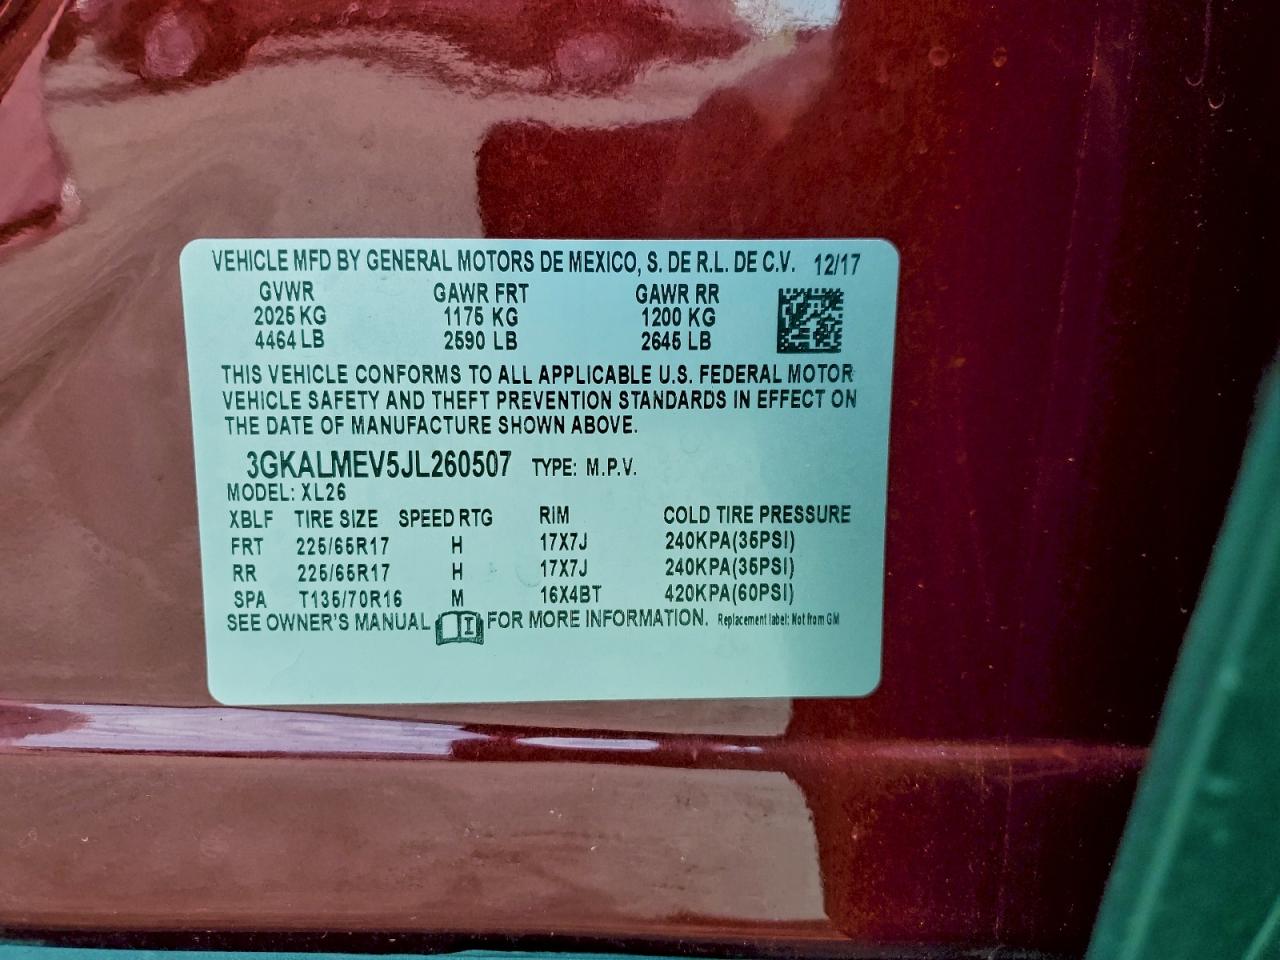 VEHICLE MFD BY GENERAL MOTORS DE MEXICO, S. DE R.L. DE C.V. 12/17
GVWR GAWR FRT GAWR RR
2025 KG 1175 KG 1200 KG
4464 LB 2590 LB 2645 LB
THIS VEHICLE CONFORMS TO ALL APPLICABLE U.S. FEDERAL MOTOR
VEHICLE SAFETY AND THEFT PREVENTION STANDARDS IN EFFECT ON
THE DATE OF MANUFACTURE SHOWN ABOVE.
3GKALMEV5JL260507 TYPE: M.P.V.
MODEL: XL26
XBLF TIRE SIZE SPEED RTG RIM COLD TIRE PRESSURE
FRT 225/65R17 H 17X7J 240KPA(35PSI)
RR 225/65R17 H 17X7J 240KPA(35PSI)
SPA T135/70R16 M 16X4BT 420KPA(60PSI)
SEE OWNER'S MANUAL FOR MORE INFORMATION. Replacement label: Not from GM